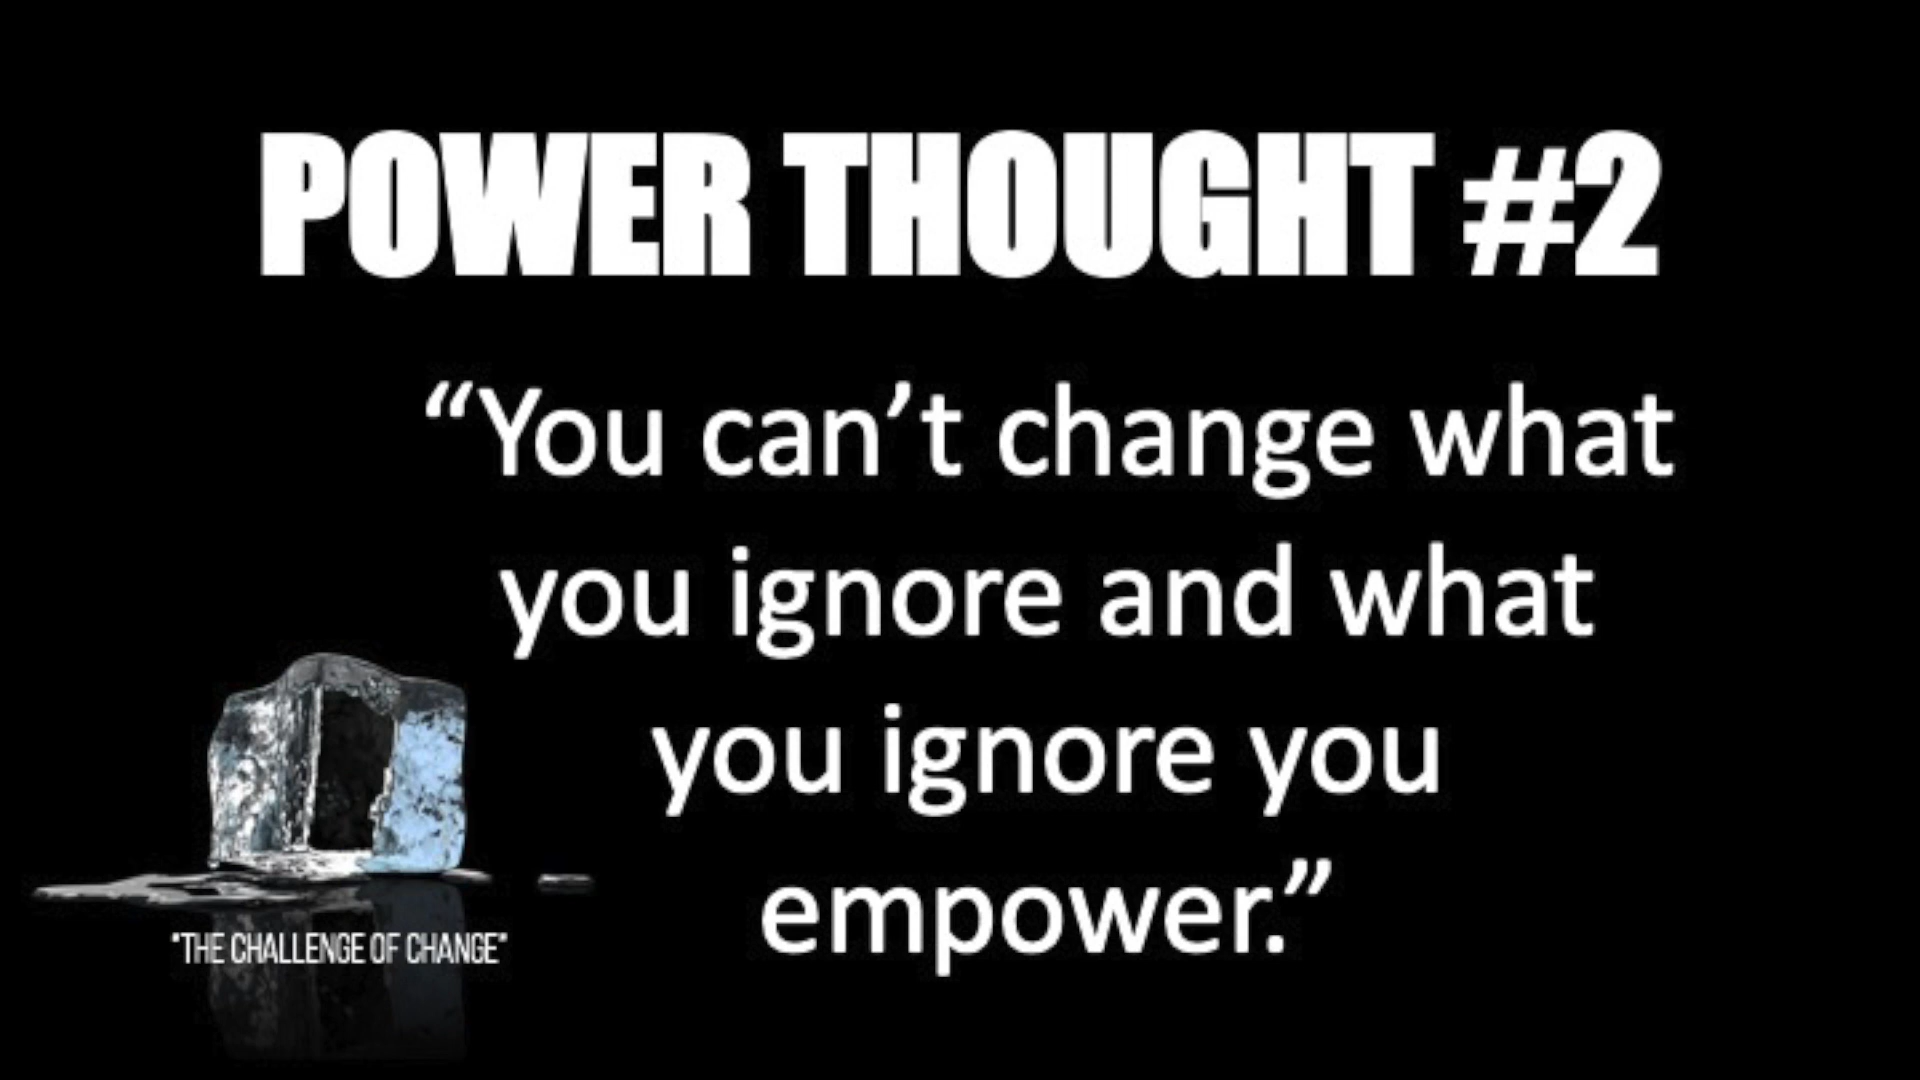 POWER THOUGHT #2
“You can’t change what
you ignore and what
you ignore you
empower.”
"THE CHALLENGE OF CHANGE"